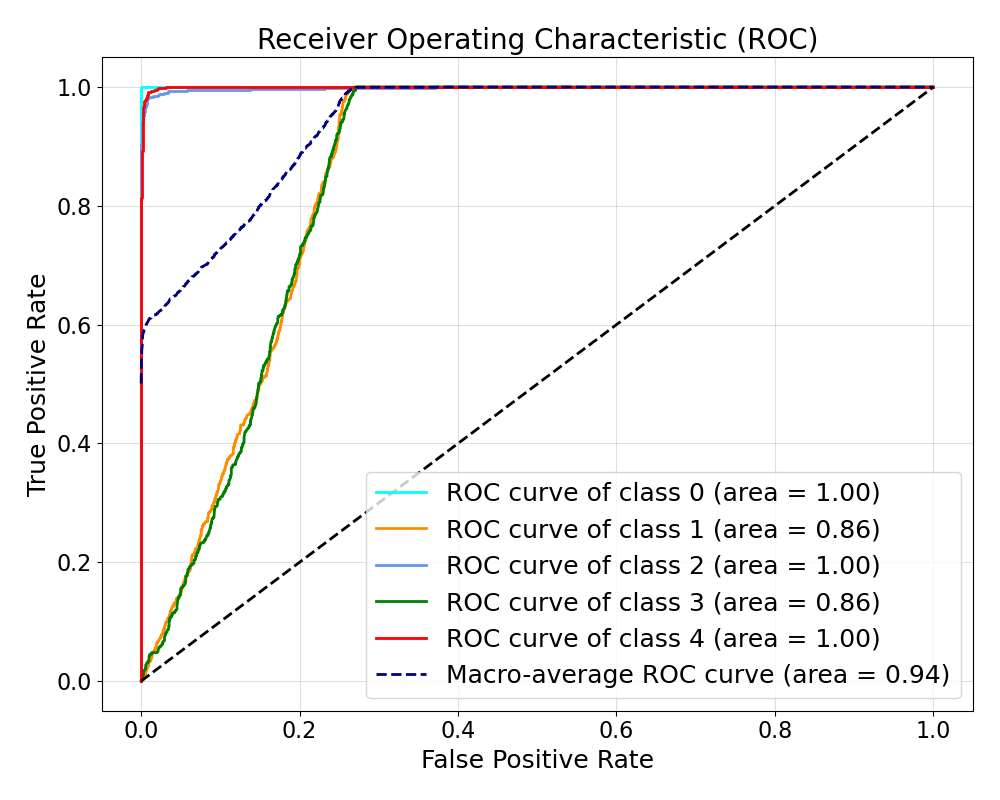 Receiver Operating Characteristic (ROC)
True Positive Rate
1.0
0.8
0.6
0.4
0.2
0.0
ROC curve of class 0 (area = 1.00)
ROC curve of class 1 (area = 0.86)
ROC curve of class 2 (area = 1.00)
ROC curve of class 3 (area = 0.86)
ROC curve of class 4 (area = 1.00)
Macro-average ROC curve (area = 0.94)
0.0 0.2 0.4 0.6 0.8 1.0
False Positive Rate